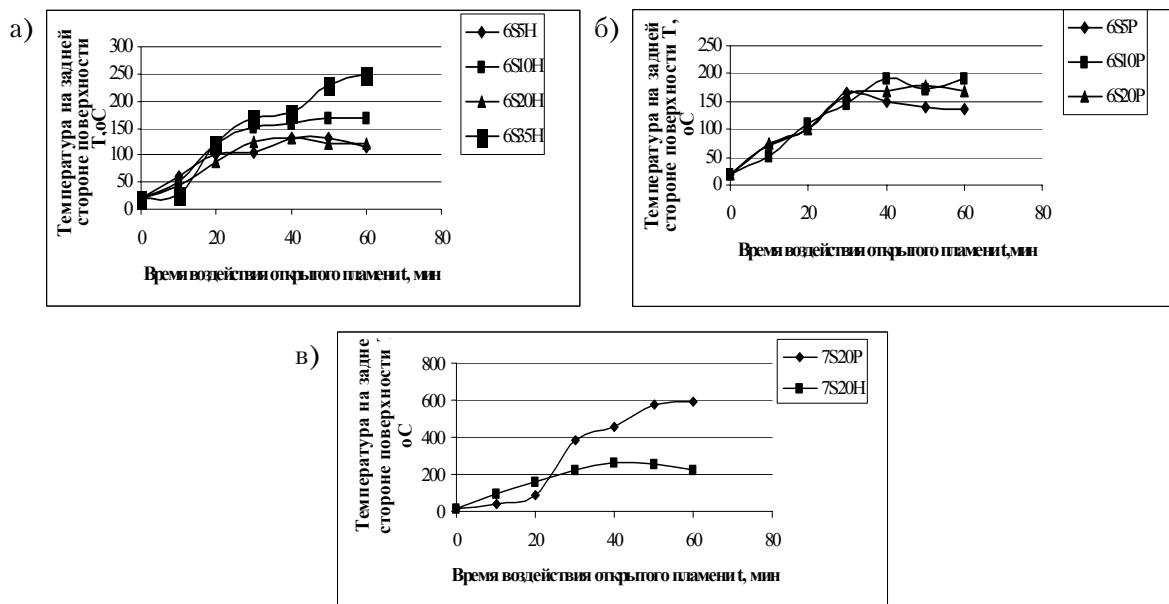 а)
Температура на задней
стороне поверхности
Т,оС
300
250
200
150
100
50
0
0 20 40 60 80
Время воздействия открытого пламени t, мин
6S5H
6S10H
6S20H
6S35H
б)
Температура на задней
стороне поверхности Т ,
оС
250
200
150
100
50
0
0 20 40 60 80
Время воздействия открытого пламени t,мин
6S5P
6S10P
6S20P
в)
Температура на задне
стороне поверхности
оС
800
600
400
200
0
0 20 40 60 80
Время воздействия открытого пламени t, мин
7S20P
7S20H